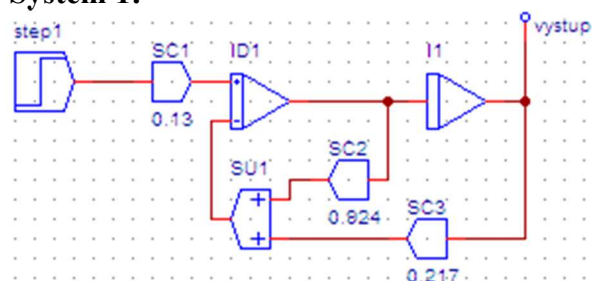 System 1:
step1
SC1
ID1
I1
vystup
0.13
SU1
SC2
0.824
SC3
0.217